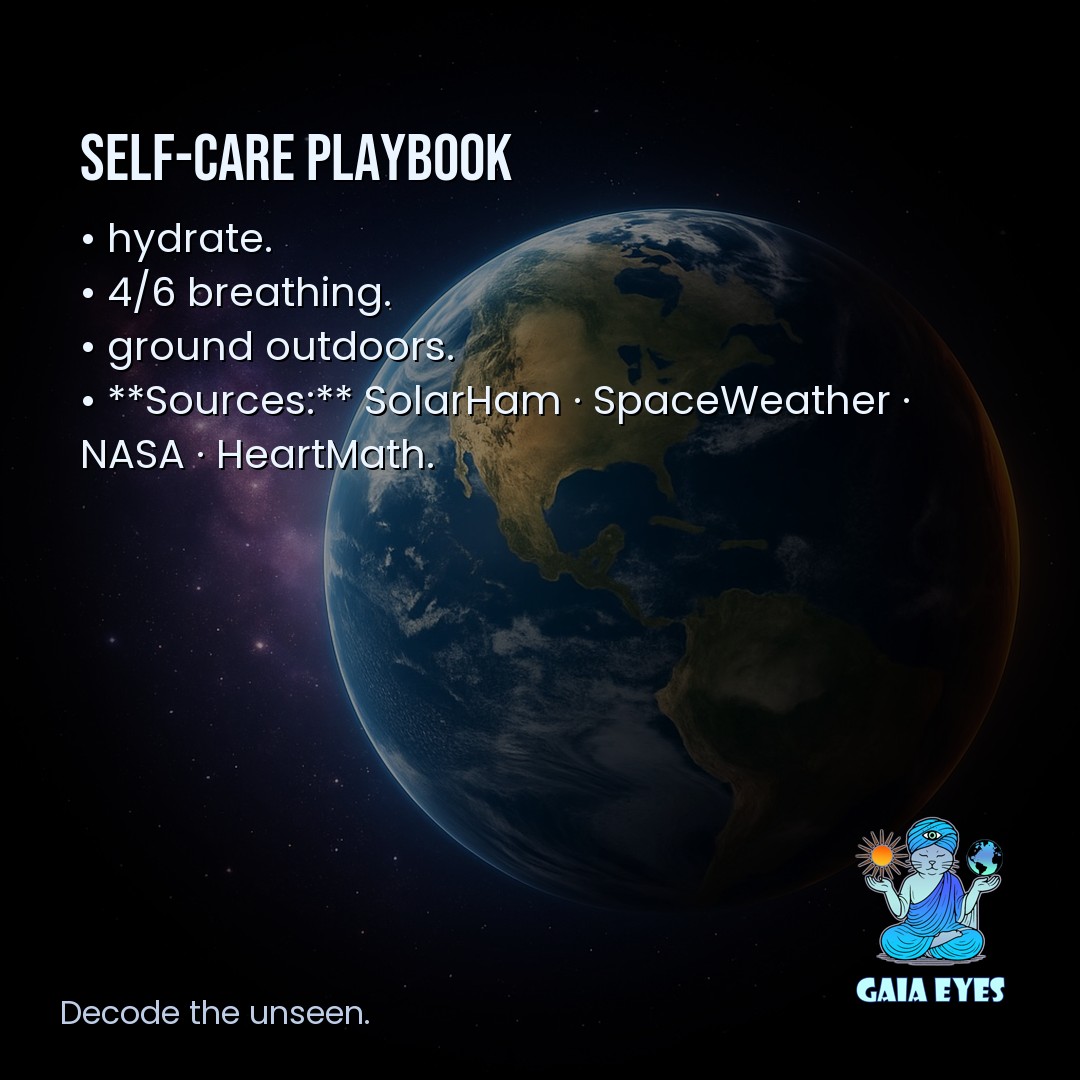 SELF-CARE PLAYBOOK
• hydrate.
• 4/6 breathing.
• ground outdoors.
• **Sources:** SolarHam · SpaceWeather ·
NASA · HeartMath.
GAIA EYES
Decode the unseen.